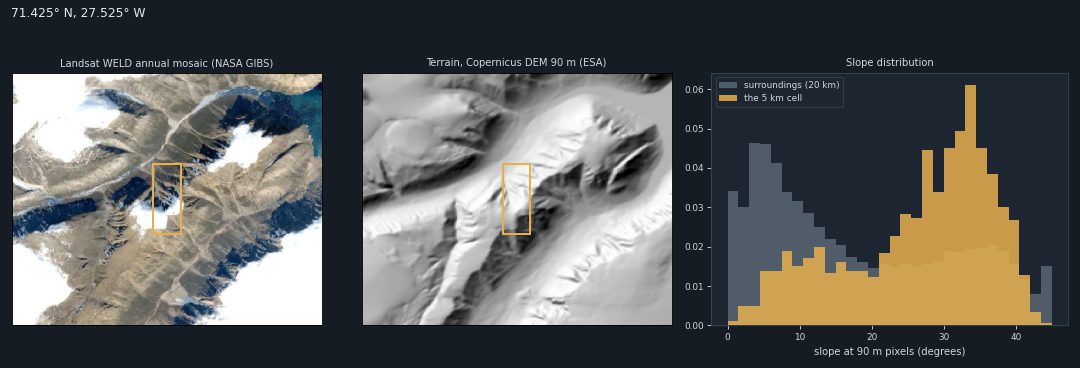 71.425° N, 27.525° W
Landsat WELD annual mosaic (NASA GIBS)
Terrain, Copernicus DEM 90 m (ESA)
Slope distribution
surroundings (20 km)
the 5 km cell
0.06
0.05
0.04
0.03
0.02
0.01
0.00
0 10 20 30 40
slope at 90 m pixels (degrees)